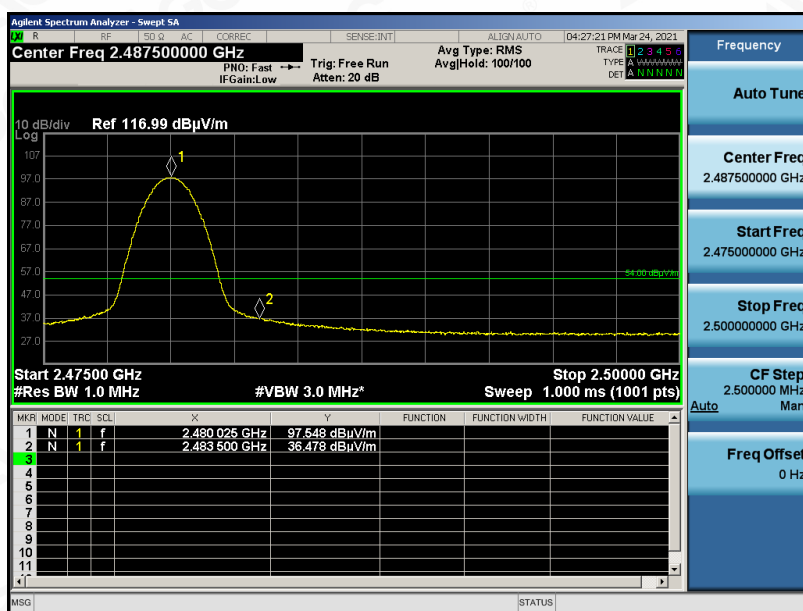 Agilent Spectrum Analyzer - Swept SA
LXI R RF 50 Ω AC CORREC SENSE:INT ALIGN AUTO 04:27:21 PM Mar 24, 2021
Center Freq 2.487500000 GHz
PNO: Fast
IFGain:Low
Trig: Free Run
Atten: 20 dB
Avg Type: RMS
Avg|Hold: 100/100
TRACE 1 2 3 4 5 6
TYPE A WWWWW
DET A N N N N N
10 dB/div Ref 116.99 dBµV/m
Log
107
97.0
87.0
77.0
67.0
57.0
47.0
37.0
27.0
1
2
54.00 dBµV/m
Start 2.47500 GHz Stop 2.50000 GHz
#Res BW 1.0 MHz #VBW 3.0 MHz* Sweep 1.000 ms (1001 pts)
MKR MODE TRC SCL X Y FUNCTION FUNCTION WIDTH FUNCTION VALUE
1 N 1 f 2.480 025 GHz 97.548 dBuV/m
2 N 1 f 2.483 500 GHz 36.478 dBuV/m
3
4
5
6
7
8
9
10
11
MSG STATUS
Frequency
Auto Tune
Center Freq
2.487500000 GHz
Start Freq
2.475000000 GHz
Stop Freq
2.500000000 GHz
CF Step
2.500000 MHz
Auto Man
Freq Offset
0 Hz